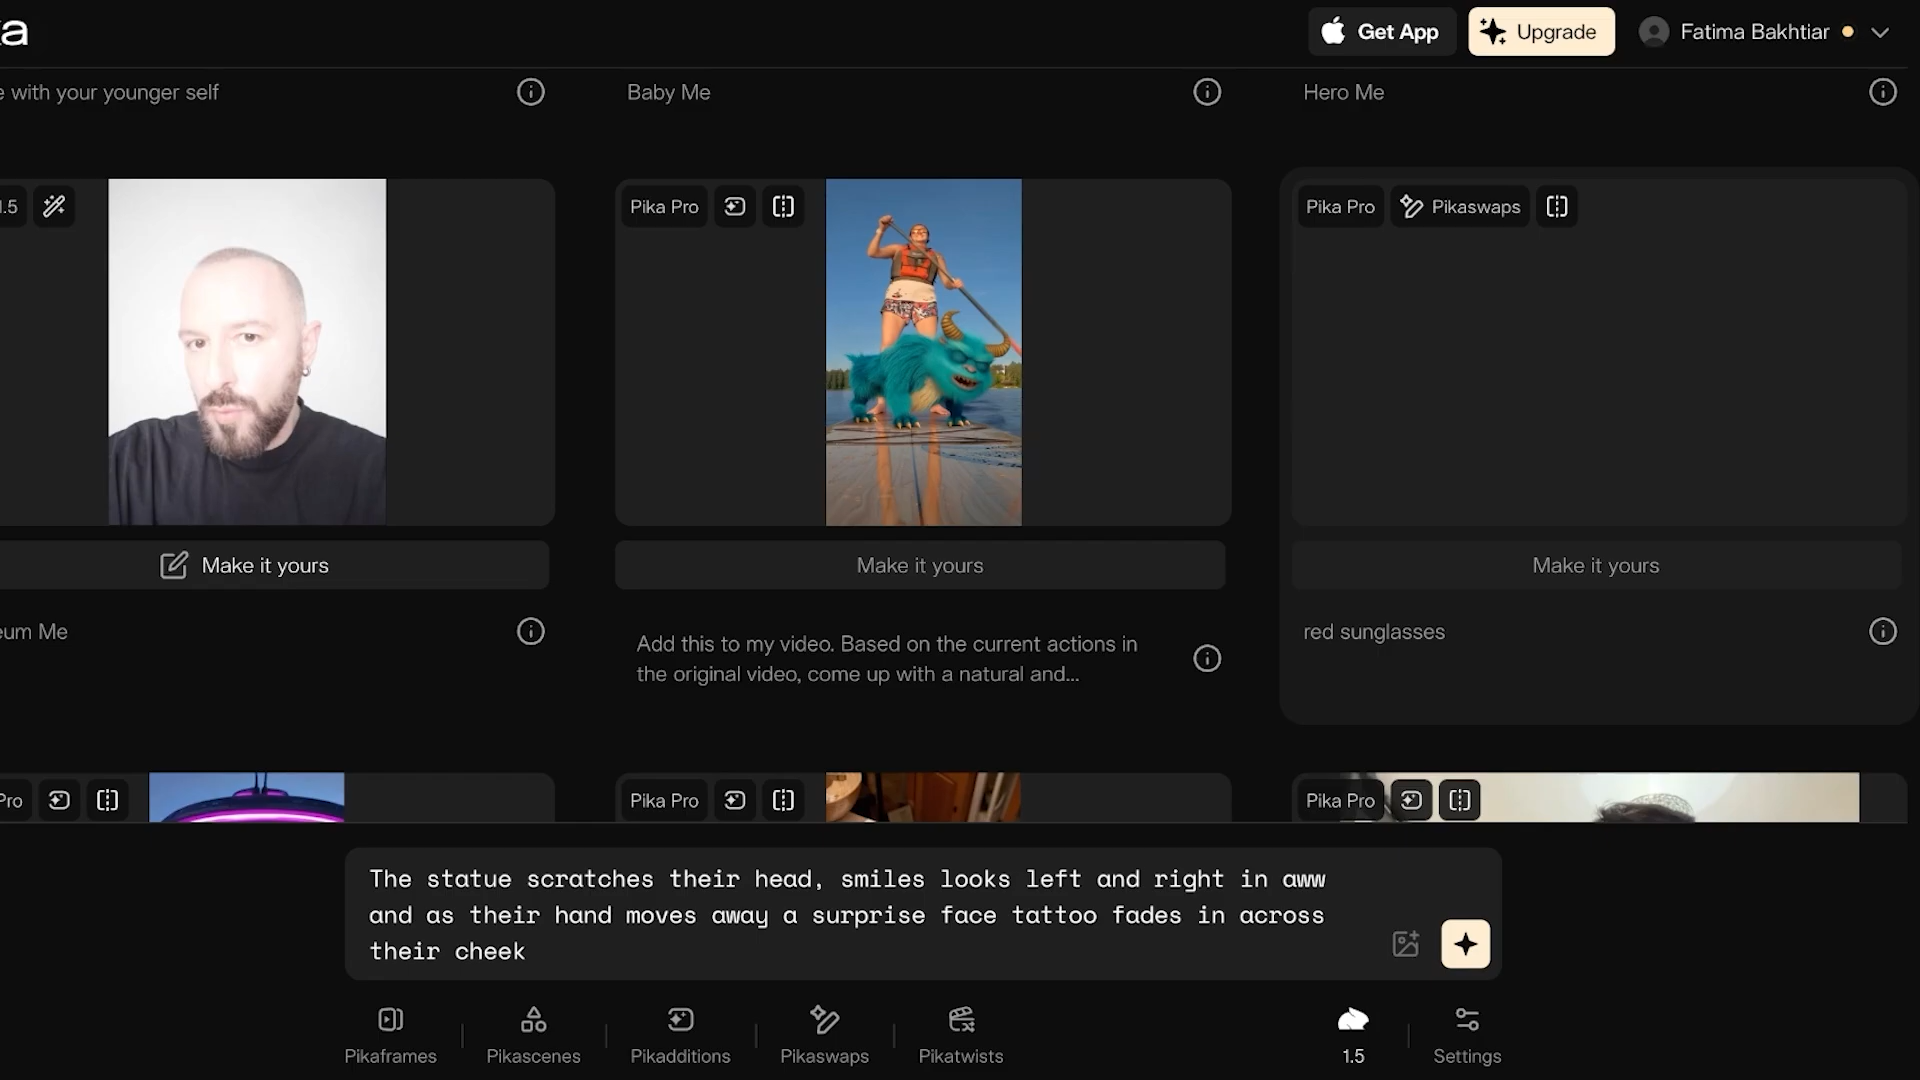 Get App
Upgrade
Fatima Bakhtiar
with your younger self
Baby Me
Hero Me
Pika Pro
Pika Pro
Pikaswaps
Make it yours
Make it yours
Make it yours
Me
Add this to my video. Based on the current actions in
the original video, come up with a natural and...
red sunglasses
Pro
Pika Pro
Pika Pro
The statue scratches their head, smiles looks left and right in aww
and as their hand moves away a surprise face tattoo fades in across
their cheek
Pikaframes
Pikascenes
Pikadditions
Pikaswaps
Pikatwists
1.5
Settings